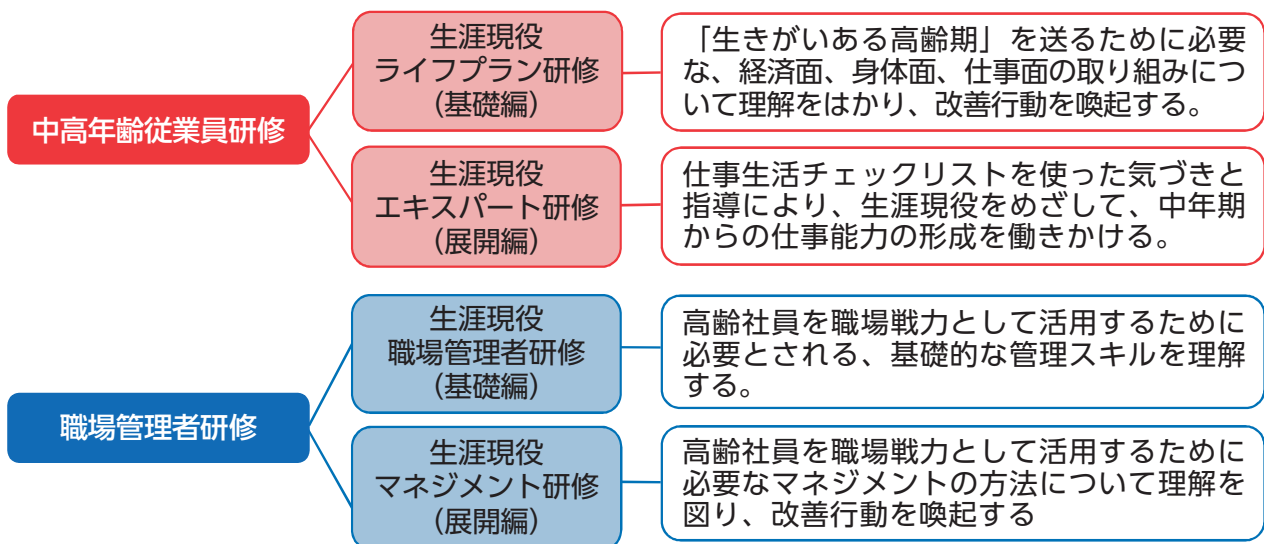 中高年齢従業員研修
生涯現役
ライフプラン研修
(基礎編)
「生きがいある高齢期」を送るために必要
な、経済面、身体面、仕事面の取り組みにつ
いて理解をはかり、改善行動を喚起する。
生涯現役
エキスパート研修
(展開編)
仕事生活チェックリストを使った気づきと
指導により、生涯現役をめざして、中年期
からの仕事能力の形成を働きかける。
職場管理者研修
生涯現役
職場管理者研修
(基礎編)
高齢社員を職場戦力として活用するために
必要とされる、基礎的な管理スキルを理解
する。
生涯現役
マネジメント研修
(展開編)
高齢社員を職場戦力として活用するために
必要なマネジメントの方法について理解を
図り、改善行動を喚起する